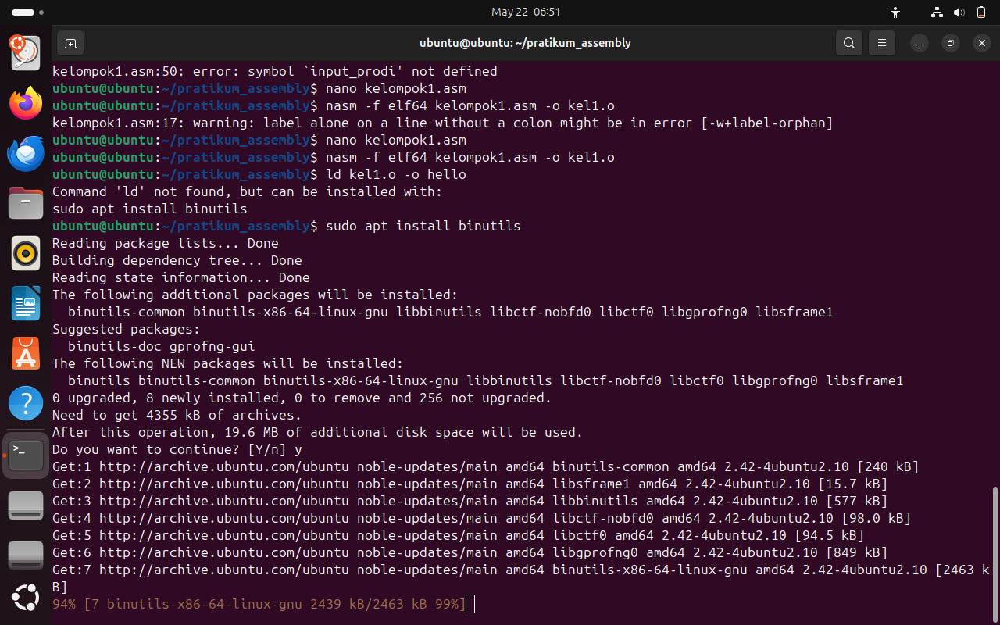 May 22 06:51
ubuntu@ubuntu: ~/pratikum_assembly
kelompok1.asm:50: error: symbol `input_prodi' not defined
ubuntu@ubuntu:~/pratikum_assembly$ nano kelompok1.asm
ubuntu@ubuntu:~/pratikum_assembly$ nasm -f elf64 kelompok1.asm -o kel1.o
kelompok1.asm:17: warning: label alone on a line without a colon might be in error [-w+label-orphan]
ubuntu@ubuntu:~/pratikum_assembly$ nano kelompok1.asm
ubuntu@ubuntu:~/pratikum_assembly$ nasm -f elf64 kelompok1.asm -o kel1.o
ubuntu@ubuntu:~/pratikum_assembly$ ld kel1.o -o hello
Command 'ld' not found, but can be installed with:
sudo apt install binutils
ubuntu@ubuntu:~/pratikum_assembly$ sudo apt install binutils
Reading package lists... Done
Building dependency tree... Done
Reading state information... Done
The following additional packages will be installed:
  binutils-common binutils-x86-64-linux-gnu libbinutils libctf-nobfd0 libctf0 libgprofng0 libsframe1
Suggested packages:
  binutils-doc gprofng-gui
The following NEW packages will be installed:
  binutils binutils-common binutils-x86-64-linux-gnu libbinutils libctf-nobfd0 libctf0 libgprofng0 libsframe1
0 upgraded, 8 newly installed, 0 to remove and 256 not upgraded.
Need to get 4355 kB of archives.
After this operation, 19.6 MB of additional disk space will be used.
Do you want to continue? [Y/n] y
Get:1 http://archive.ubuntu.com/ubuntu noble-updates/main amd64 binutils-common amd64 2.42-4ubuntu2.10 [240 kB]
Get:2 http://archive.ubuntu.com/ubuntu noble-updates/main amd64 libsframe1 amd64 2.42-4ubuntu2.10 [15.7 kB]
Get:3 http://archive.ubuntu.com/ubuntu noble-updates/main amd64 libbinutils amd64 2.42-4ubuntu2.10 [577 kB]
Get:4 http://archive.ubuntu.com/ubuntu noble-updates/main amd64 libctf-nobfd0 amd64 2.42-4ubuntu2.10 [98.0 kB]
Get:5 http://archive.ubuntu.com/ubuntu noble-updates/main amd64 libctf0 amd64 2.42-4ubuntu2.10 [94.5 kB]
Get:6 http://archive.ubuntu.com/ubuntu noble-updates/main amd64 libgprofng0 amd64 2.42-4ubuntu2.10 [849 kB]
Get:7 http://archive.ubuntu.com/ubuntu noble-updates/main amd64 binutils-x86-64-linux-gnu amd64 2.42-4ubuntu2.10 [2463 k
B]
94% [7 binutils-x86-64-linux-gnu 2439 kB/2463 kB 99%]